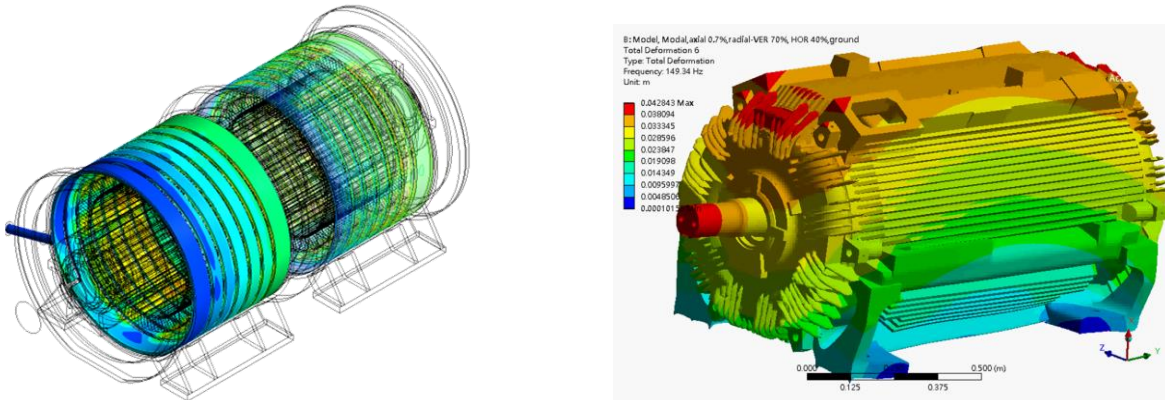 B: Model, Modal,axial 0.7%,radial-VER 70%, HOR 40%,ground
Total Deformation 6
Type: Total Deformation
Frequency: 149.34 Hz
Unit: m
0.042843 Max
0.038094
0.033345
0.028596
0.023847
0.019098
0.014349
0.0095997
0.0048506
0.0001015
Z
Y
0.000
0.500 (m)
0.125
0.375